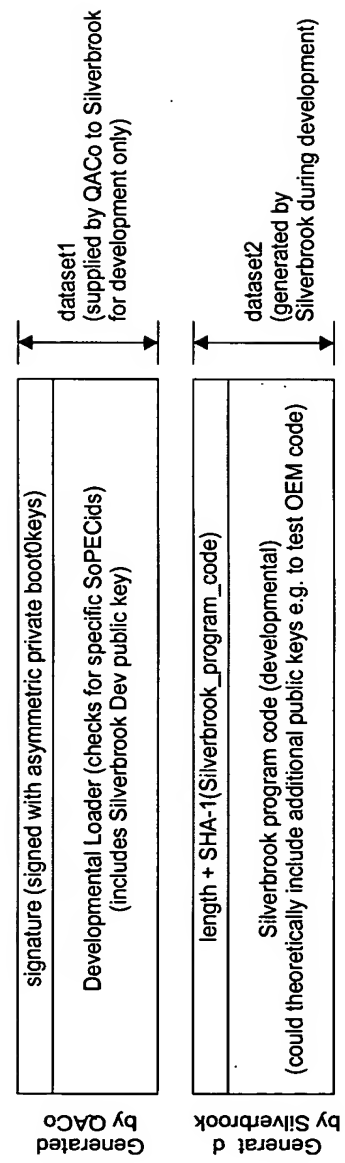 Generated
by QACo
signature (signed with asymmetric private boot0keys)
Developmental Loader (checks for specific SoPECids)
(includes Silverbrook Dev public key)
dataset1
(supplied by QACo to Silverbrook
for development only)
Generat d
by Silverbrook
length + SHA-1(Silverbrook_program_code)
Silverbrook program code (developmental)
(could theoretically include additional public keys e.g. to test OEM code)
dataset2
(generated by
Silverbrook during development)